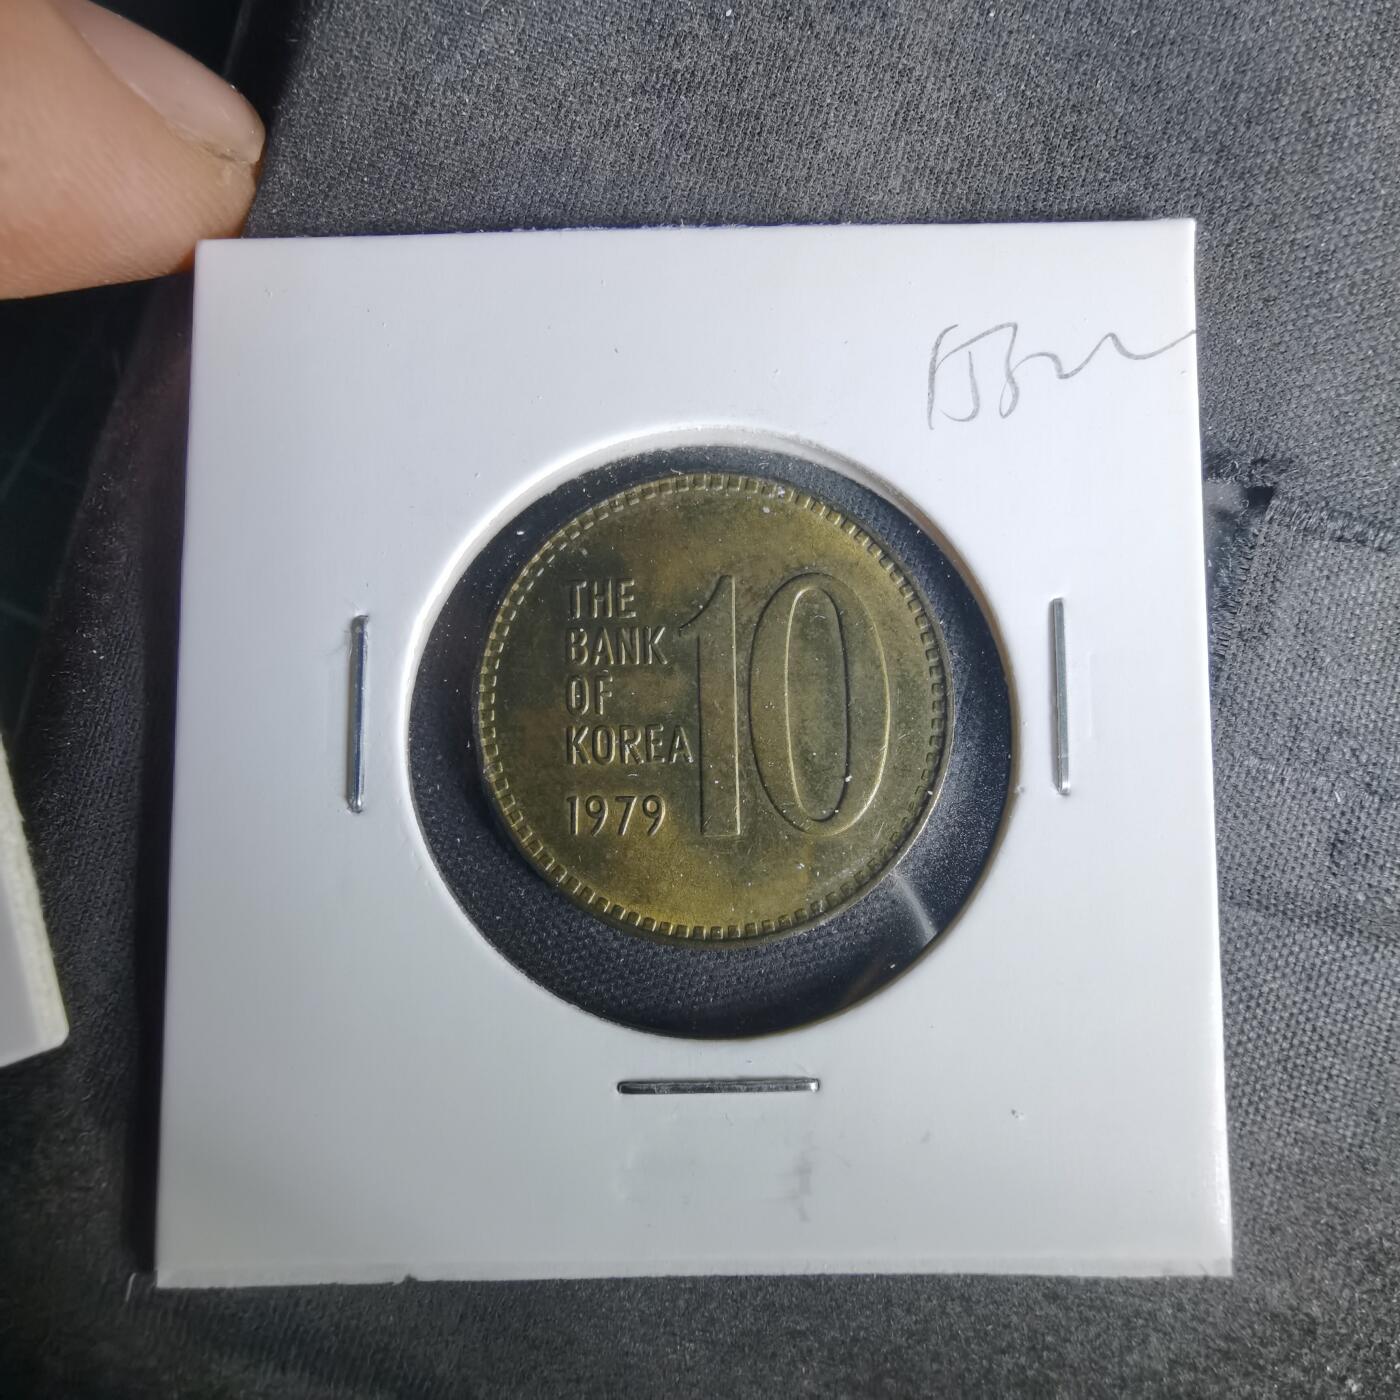 THE
BANK
OF
KOREA
1979
10